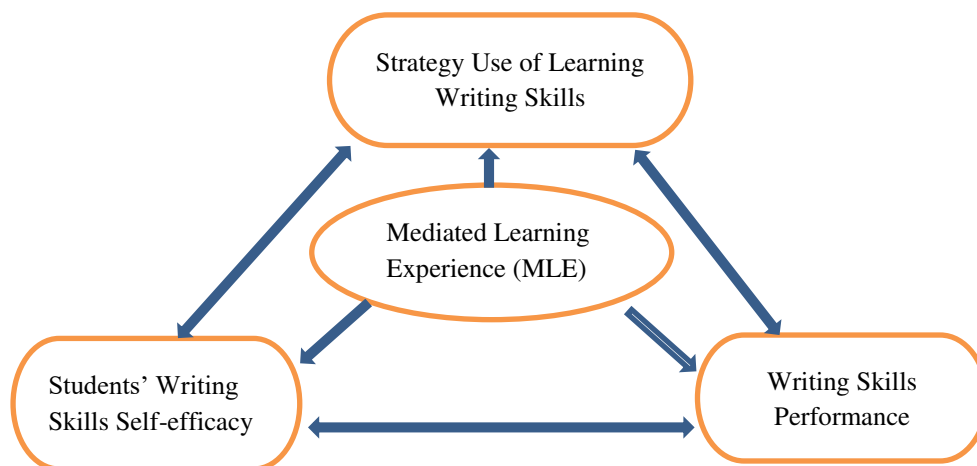 Strategy Use of Learning
Writing Skills
Mediated Learning
Experience (MLE)
Students’ Writing
Skills Self-efficacy
Writing Skills
Performance